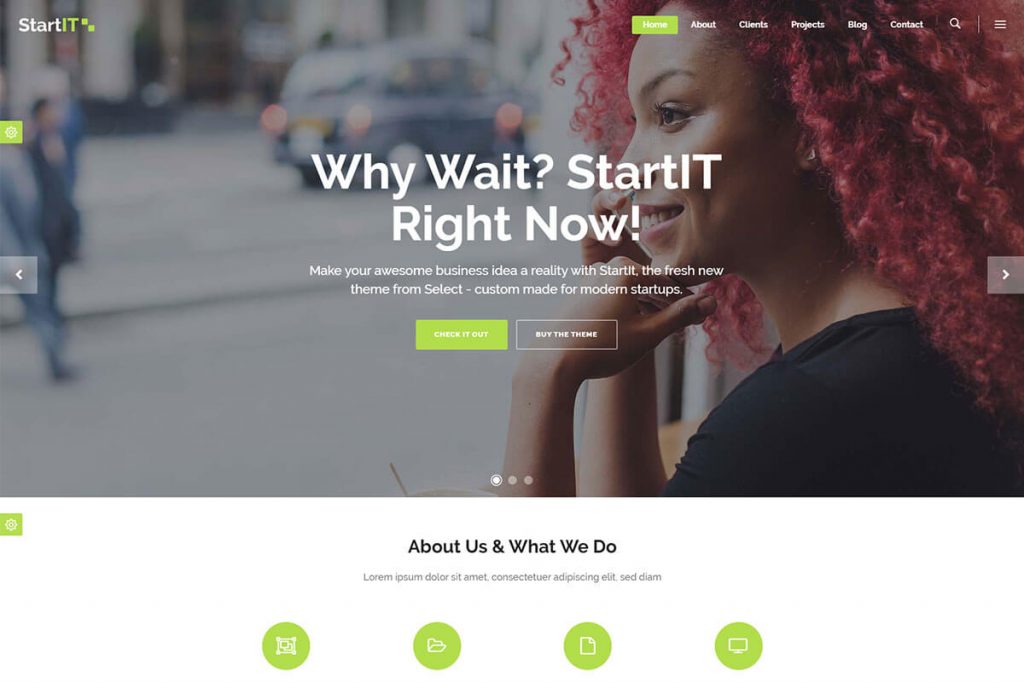 StartIT
Home About Clients Projects Blog Contact
Why Wait? StartIT
Right Now!
Make your awesome business idea a reality with StartIt, the fresh new
theme from Select - custom made for modern startups.
CHECK IT OUT BUY THE THEME
About Us & What We Do
Lorem ipsum dolor sit amet, consectetuer adipiscing elit, sed diam